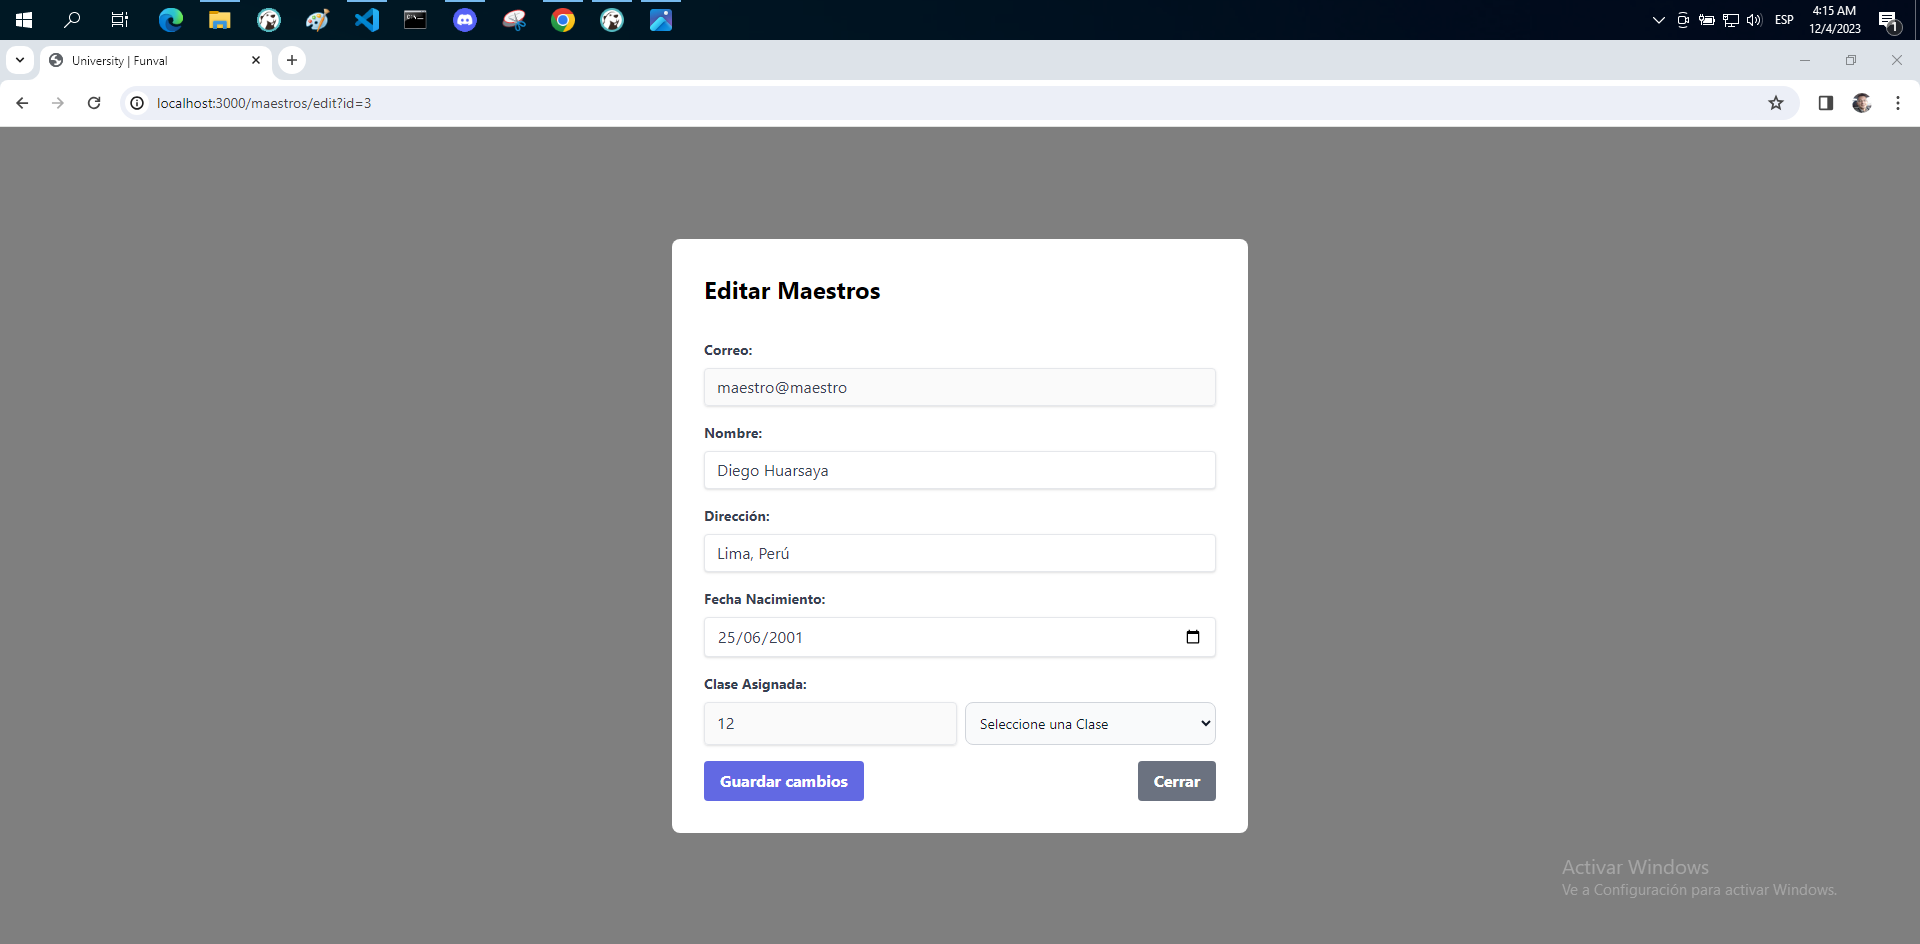 ESP
4:15 AM
12/4/2023
1
University | Funval
localhost:3000/maestros/edit?id=3
Editar Maestros
Correo:
maestro@maestro
Nombre:
Diego Huarsaya
Dirección:
Lima, Perú
Fecha Nacimiento:
25/06/2001
Clase Asignada:
12
Seleccione una Clase
Guardar cambios
Cerrar
Activar Windows
Ve a Configuración para activar Windows.